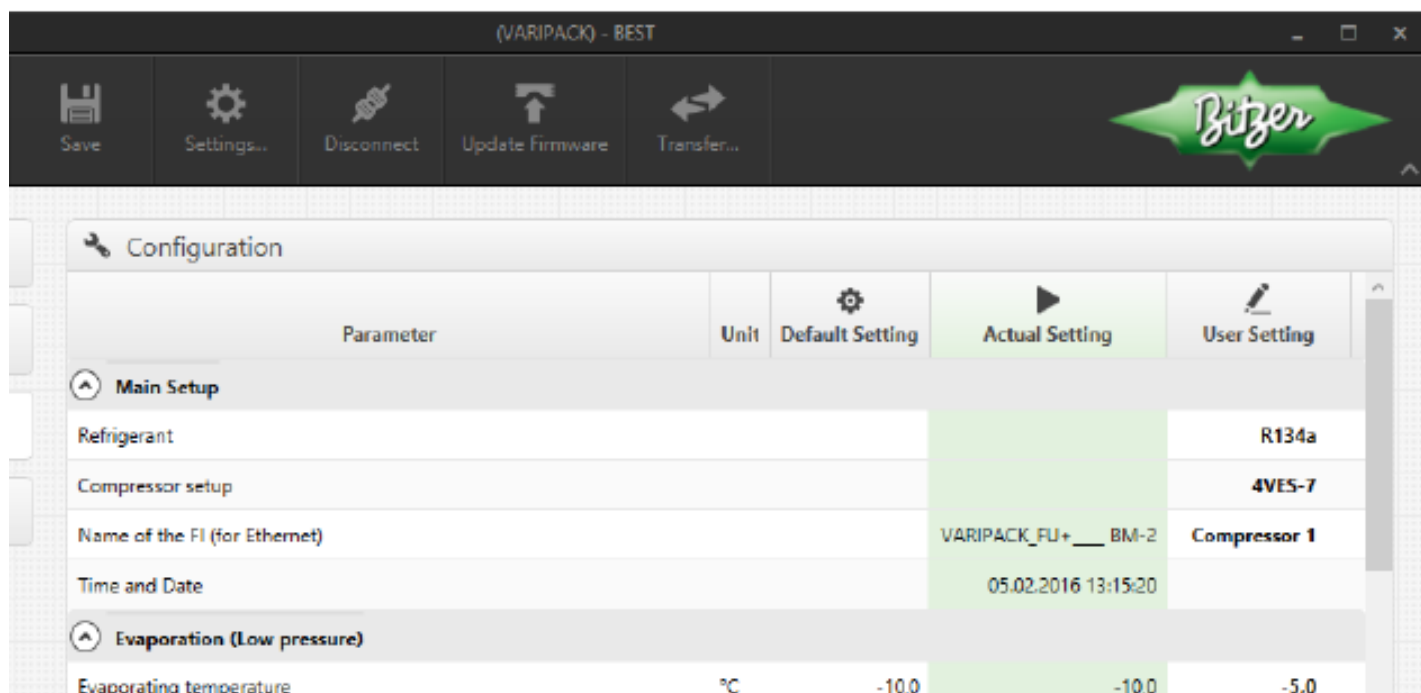 (VARIPACK) - BEST
Save Settings... Disconnect Update Firmware Transfer...
Bitzer
Configuration
Parameter Unit Default Setting Actual Setting User Setting
Main Setup
Refrigerant R134a
Compressor setup 4VES-7
Name of the FI (for Ethernet) VARIPACK_FU+___ BM-2 Compressor 1
Time and Date 05.02.2016 13:15:20
Evaporation (Low pressure)
Evaporating temperature °C -10.0 -10.0 -5.0